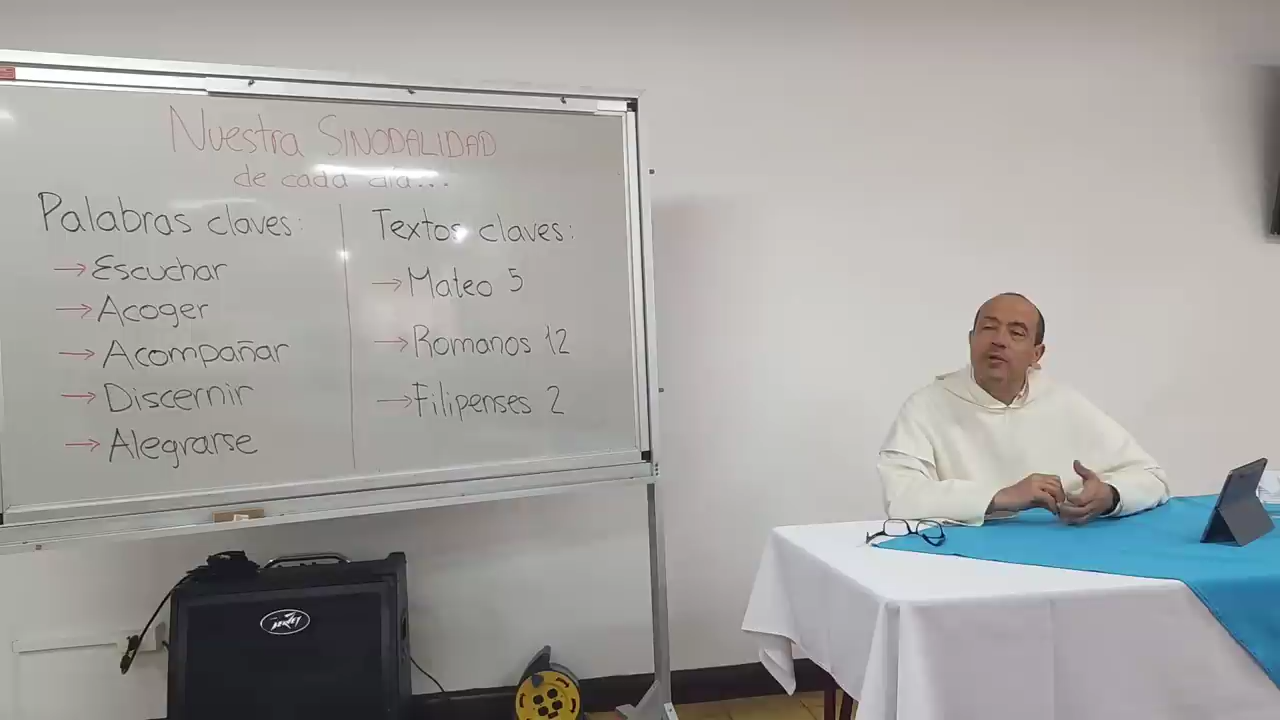 Nuestra SINODALIDAD
de cada día...
Palabras claves:
→ Escuchar
→ Acoger
→ Acompañar
→ Discernir
→ Alegrarse
Textos claves:
→ Mateo 5
→ Romanos 12
→ Filipenses 2
PEAVEY